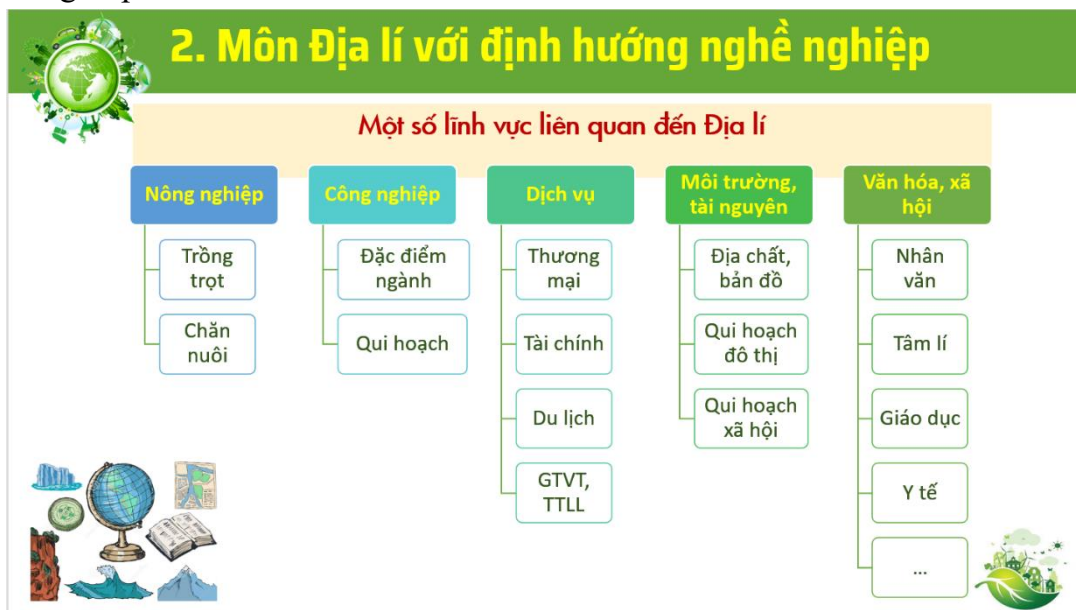 2. Môn Địa lí với định hướng nghề nghiệp
Một số lĩnh vực liên quan đến Địa lí
Nông nghiệp
Trồng
trọt
Chăn
nuôi
Công nghiệp
Đặc điểm
ngành
Qui hoạch
Dịch vụ
Thương
mại
Tài chính
Du lịch
GTVT,
TTLL
Môi trường,
tài nguyên
Địa chất,
bản đồ
Qui hoạch
đô thị
Qui hoạch
xã hội
Văn hóa, xã
hội
Nhân
văn
Tâm lí
Giáo dục
Y tế
...